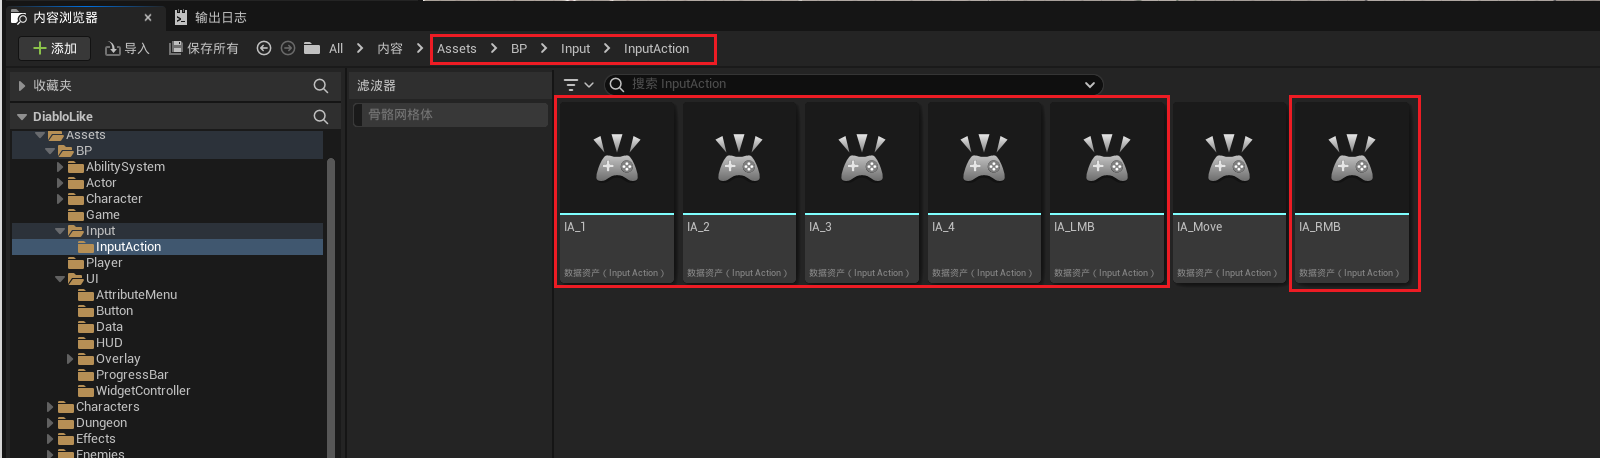 内容浏览器 × 输出日志
添加 导入 保存所有 All 内容 Assets BP Input InputAction
收藏夹
滤波器
搜索 InputAction
DiabloLike
骨骼网格体
Assets
BP
AbilitySystem
Actor
Character
Game
Input
InputAction
Player
UI
AttributeMenu
Button
Data
HUD
Overlay
ProgressBar
WidgetController
Characters
Dungeon
Effects
Enemies
IA_1
数据资产（Input Action）
IA_2
数据资产（Input Action）
IA_3
数据资产（Input Action）
IA_4
数据资产（Input Action）
IA_LMB
数据资产（Input Action）
IA_Move
数据资产（Input Action）
IA_RMB
数据资产（Input Action）